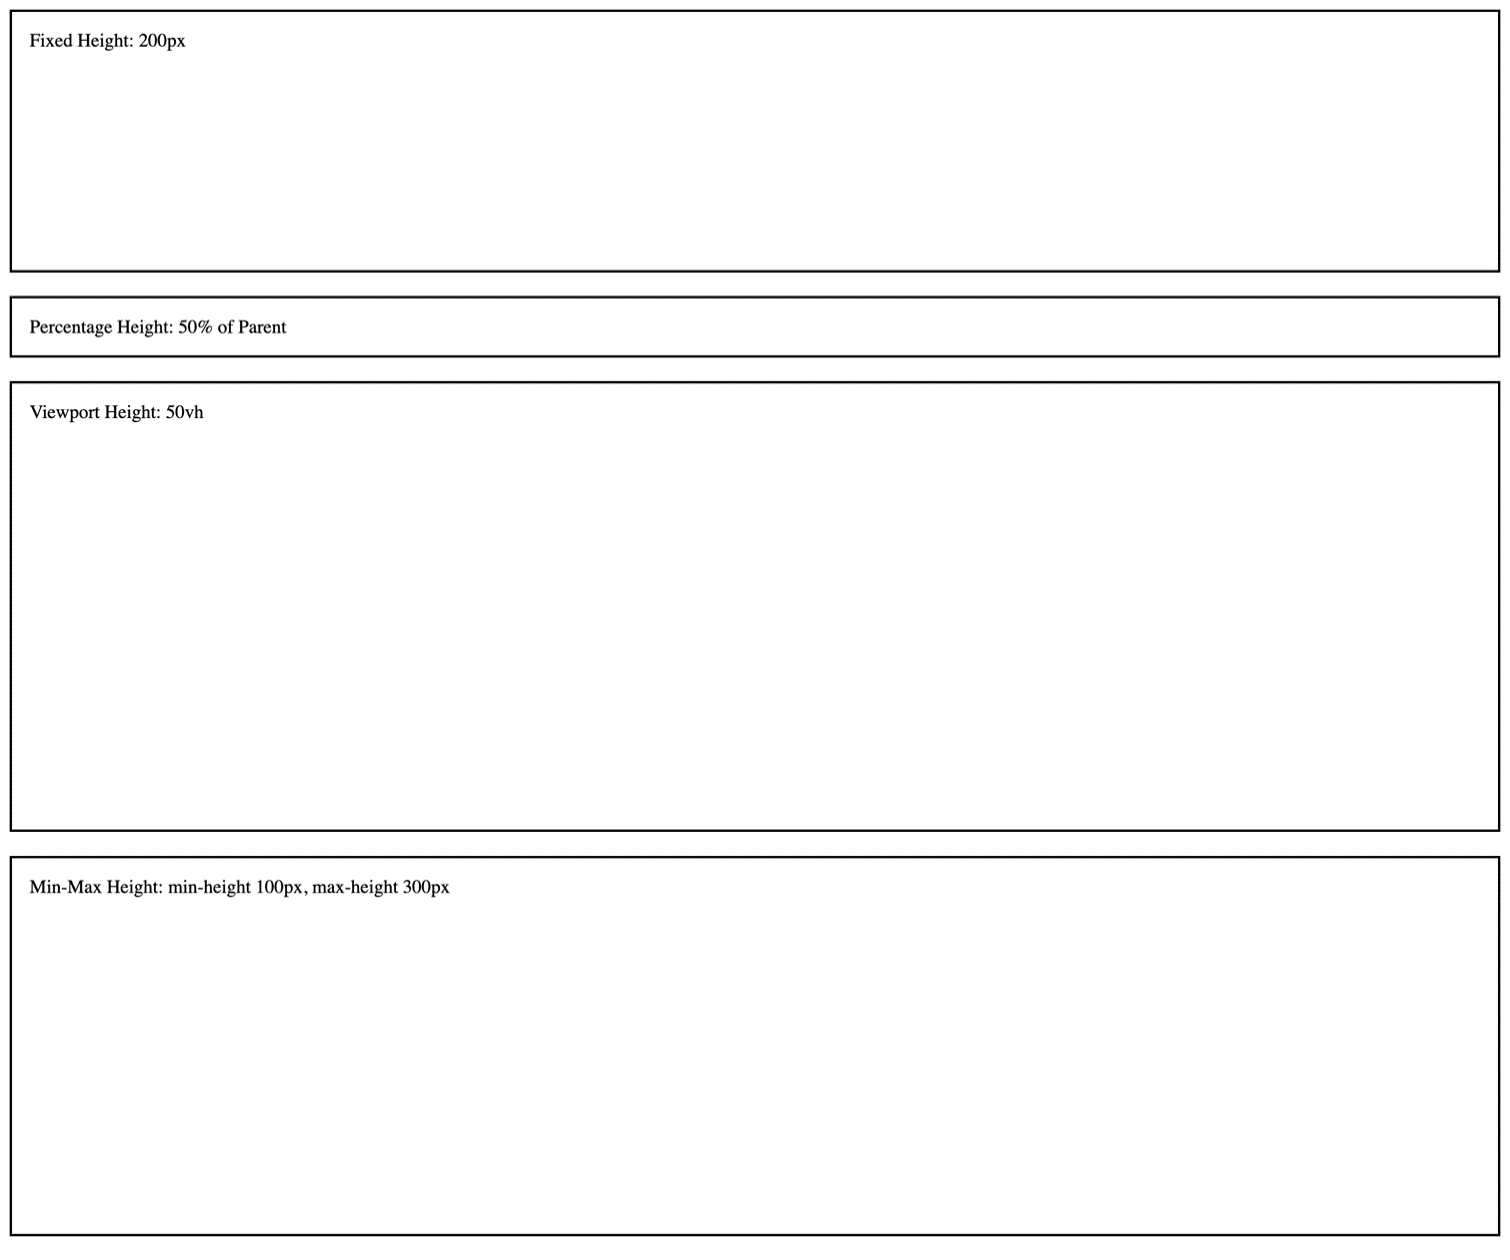 Fixed Height: 200px
Percentage Height: 50% of Parent
Viewport Height: 50vh
Min-Max Height: min-height 100px, max-height 300px